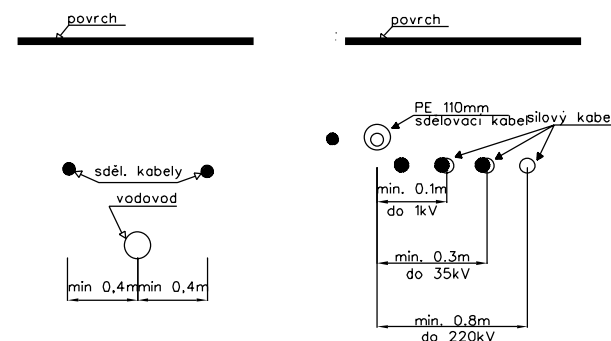 povrch
povrch
PE 110mm
sdělovací kabel
silový kabe
sděl. kabely
vodovod
min. 0.1m
do 1kV
min. 0.3m
do 35kV
min 0,4m
min 0,4m
min. 0.8m
do 220kV